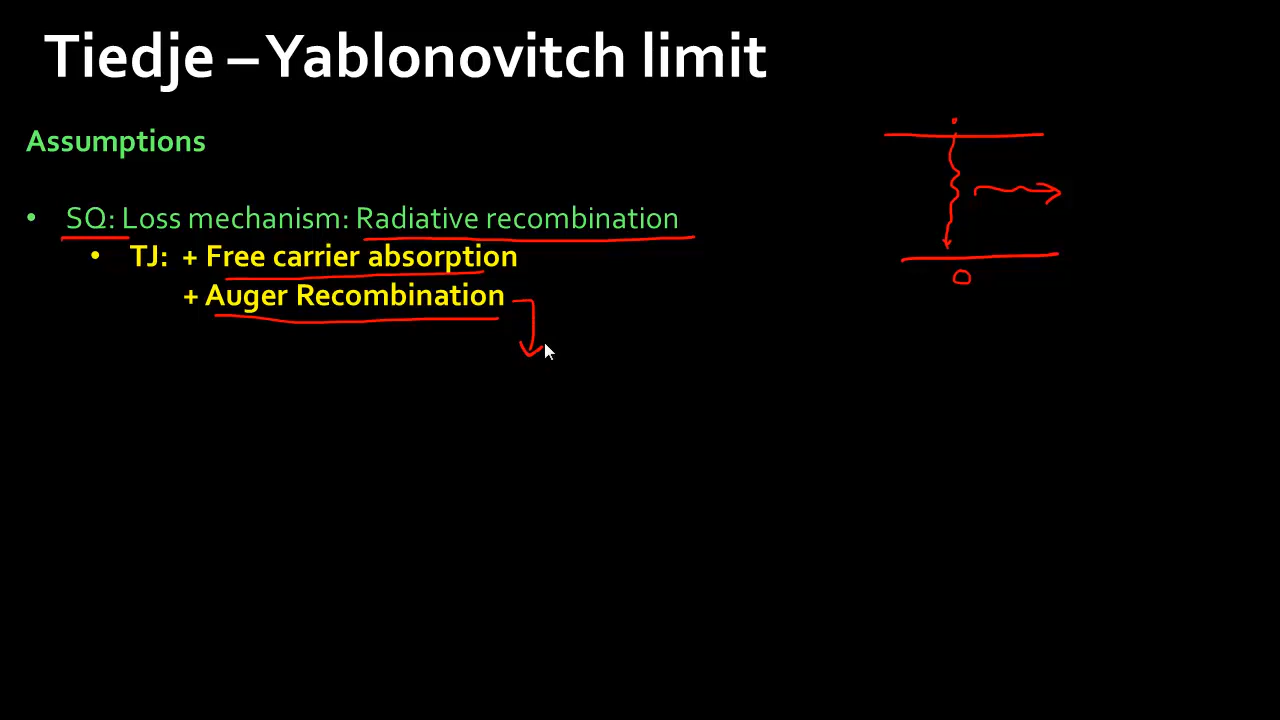 Tiedje – Yablonovitch limit
Assumptions
• SQ: Loss mechanism: Radiative recombination
• TJ: + Free carrier absorption
+ Auger Recombination